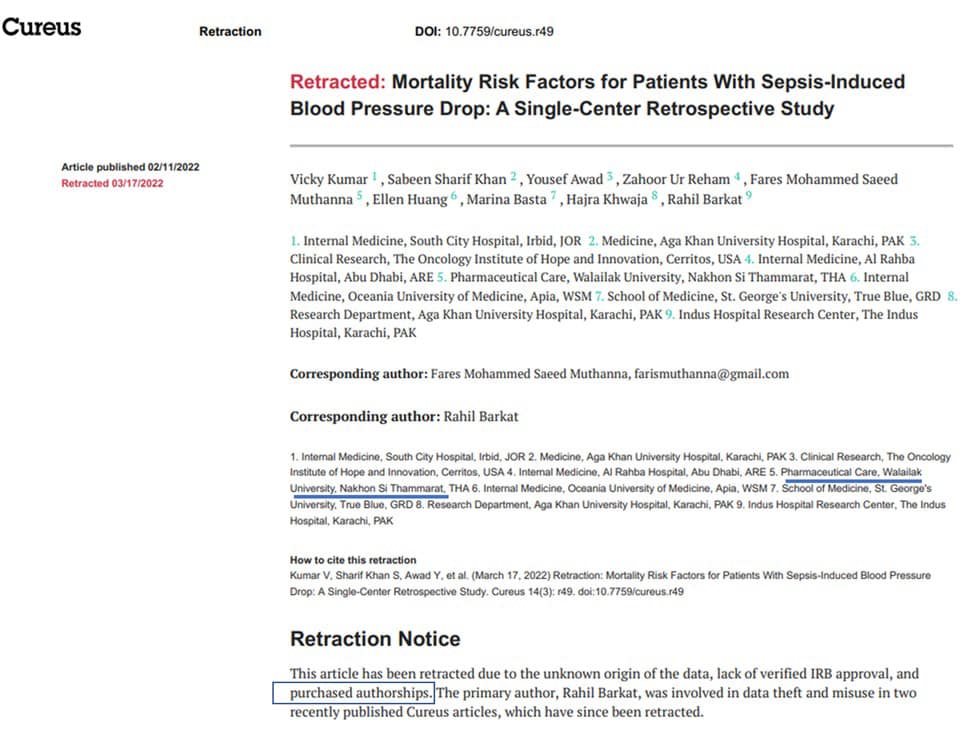 Cureus
Retraction
DOI: 10.7759/cureus.r49
Retracted: Mortality Risk Factors for Patients With Sepsis-Induced
Blood Pressure Drop: A Single-Center Retrospective Study
Article published 02/11/2022
Retracted 03/17/2022
Vicky Kumar 1 , Sabeen Sharif Khan 2 , Yousef Awad 3 , Zahoor Ur Reham 4 , Fares Mohammed Saeed
Muthanna 5 , Ellen Huang 6 , Marina Basta 7 , Hajra Khwaja 8 , Rahil Barkat 9
1. Internal Medicine, South City Hospital, Irbid, JOR 2. Medicine, Aga Khan University Hospital, Karachi, PAK 3.
Clinical Research, The Oncology Institute of Hope and Innovation, Cerritos, USA 4. Internal Medicine, Al Rahba
Hospital, Abu Dhabi, ARE 5. Pharmaceutical Care, Walailak University, Nakhon Si Thammarat, THA 6. Internal
Medicine, Oceania University of Medicine, Apia, WSM 7. School of Medicine, St. George's University, True Blue, GRD 8.
Research Department, Aga Khan University Hospital, Karachi, PAK 9. Indus Hospital Research Center, The Indus
Hospital, Karachi, PAK
Corresponding author: Fares Mohammed Saeed Muthanna, farismuthanna@gmail.com
Corresponding author: Rahil Barkat
1. Internal Medicine, South City Hospital, Irbid, JOR 2. Medicine, Aga Khan University Hospital, Karachi, PAK 3. Clinical Research, The Oncology
Institute of Hope and Innovation, Cerritos, USA 4. Internal Medicine, Al Rahba Hospital, Abu Dhabi, ARE 5. Pharmaceutical Care, Walailak
University, Nakhon Si Thammarat, THA 6. Internal Medicine, Oceania University of Medicine, Apia, WSM 7. School of Medicine, St. George's
University, True Blue, GRD 8. Research Department, Aga Khan University Hospital, Karachi, PAK 9. Indus Hospital Research Center, The Indus
Hospital, Karachi, PAK
How to cite this retraction
Kumar V, Sharif Khan S, Awad Y, et al. (March 17, 2022) Retraction: Mortality Risk Factors for Patients With Sepsis-Induced Blood Pressure
Drop: A Single-Center Retrospective Study. Cureus 14(3): r49. doi:10.7759/cureus.r49
Retraction Notice
This article has been retracted due to the unknown origin of the data, lack of verified IRB approval, and
purchased authorships. The primary author, Rahil Barkat, was involved in data theft and misuse in two
recently published Cureus articles, which have since been retracted.